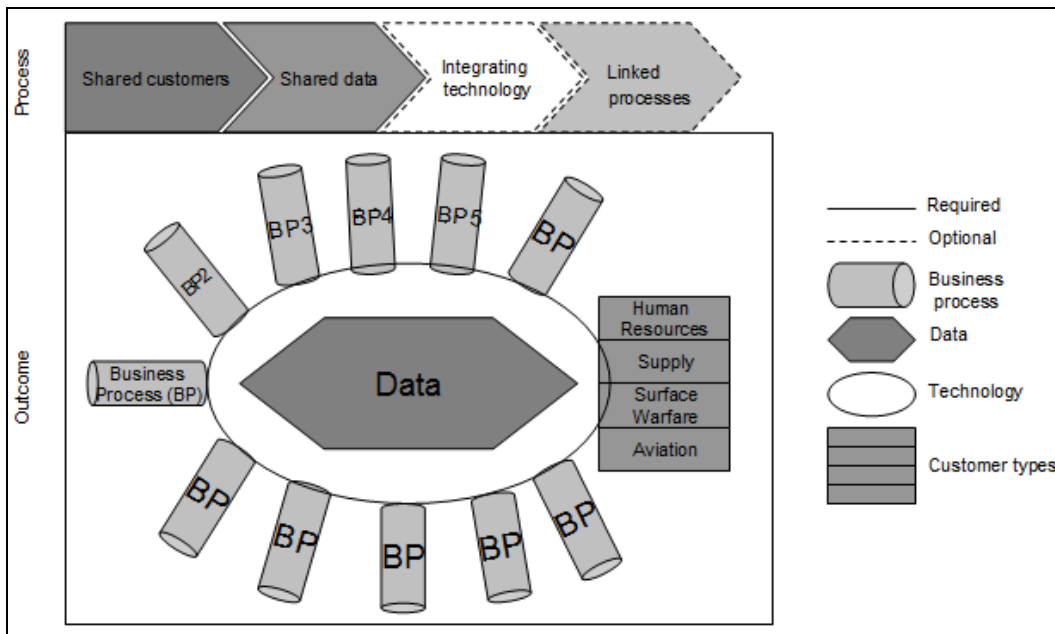 Process
Shared customers
Shared data
Integrating
technology
Linked
processes
Outcome
BP3
BP4
BP5
BP
BP2
Business
Process (BP)
Data
Human
Resources
Supply
Surface
Warfare
Aviation
BP
BP
BP
BP
BP
Required
Optional
Business
process
Data
Technology
Customer types